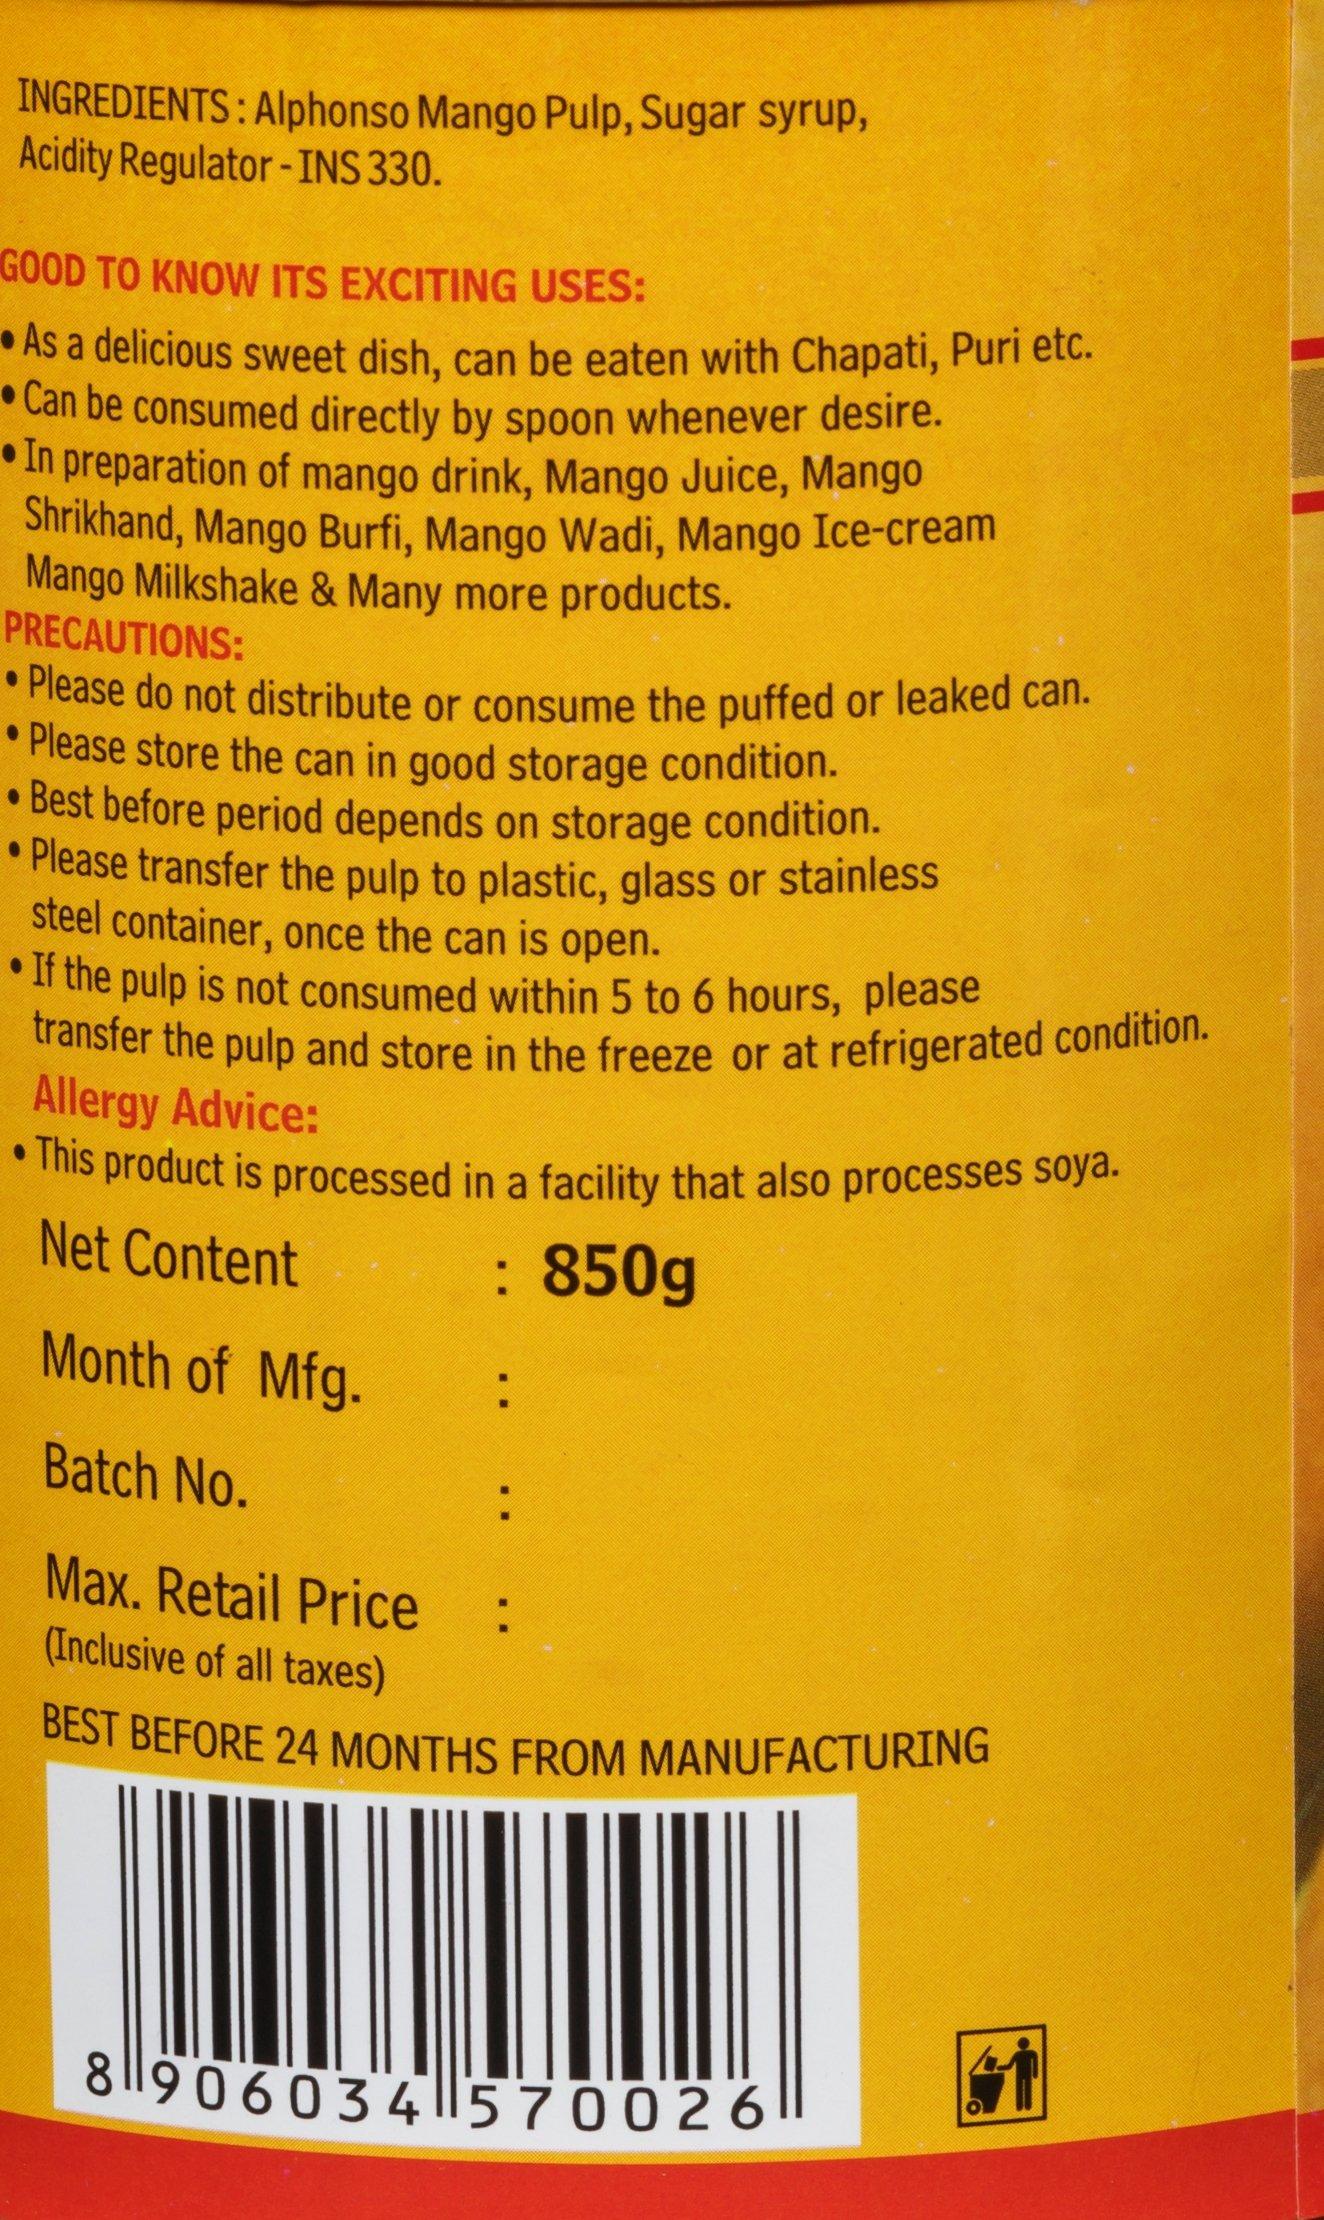 INGREDIENTS : Alphonso Mango Pulp, Sugar syrup,
Acidity Regulator - INS 330.
GOOD TO KNOW ITS EXCITING USES:
• As a delicious sweet dish, can be eaten with Chapati, Puri etc.
• Can be consumed directly by spoon whenever desire.
• In preparation of mango drink, Mango Juice, Mango
Shrikhand, Mango Burfi, Mango Wadi, Mango Ice-cream
Mango Milkshake & Many more products.
PRECAUTIONS:
• Please do not distribute or consume the puffed or leaked can.
• Please store the can in good storage condition.
• Best before period depends on storage condition.
• Please transfer the pulp to plastic, glass or stainless
steel container, once the can is open.
• If the pulp is not consumed within 5 to 6 hours, please
transfer the pulp and store in the freeze or at refrigerated condition.
Allergy Advice:
• This product is processed in a facility that also processes soya.
Net Content : 850g
Month of Mfg. :
Batch No. :
Max. Retail Price :
(Inclusive of all taxes)
BEST BEFORE 24 MONTHS FROM MANUFACTURING
8 906034 570026